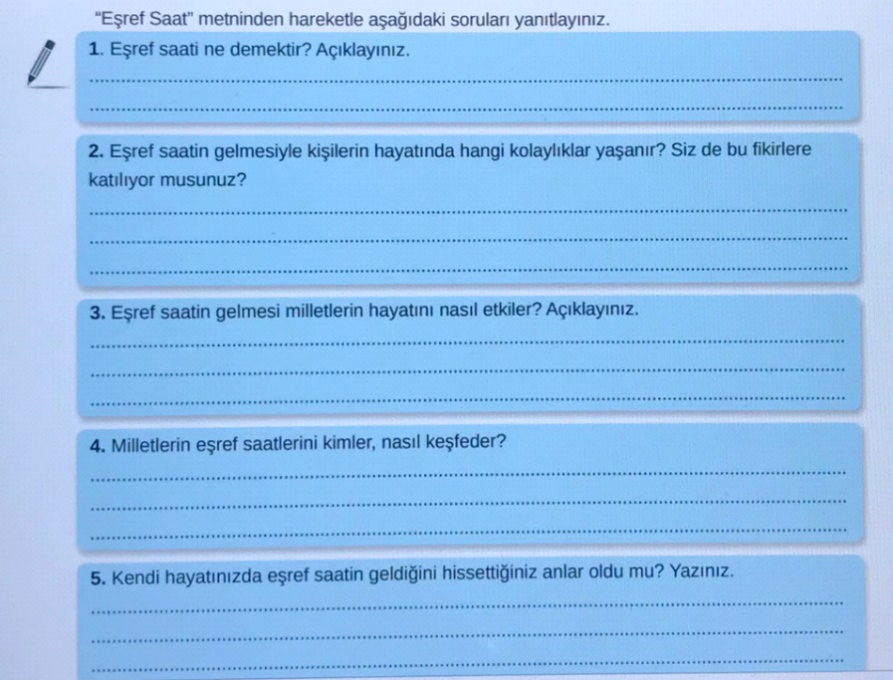 “Eşref Saat” metninden hareketle aşağıdaki soruları yanıtlayınız.
1. Eşref saati ne demektir? Açıklayınız.
2. Eşref saatin gelmesiyle kişilerin hayatında hangi kolaylıklar yaşanır? Siz de bu fikirlere
katılıyor musunuz?
3. Eşref saatin gelmesi milletlerin hayatını nasıl etkiler? Açıklayınız.
4. Milletlerin eşref saatlerini kimler, nasıl keşfeder?
5. Kendi hayatınızda eşref saatin geldiğini hissettiğiniz anlar oldu mu? Yazınız.